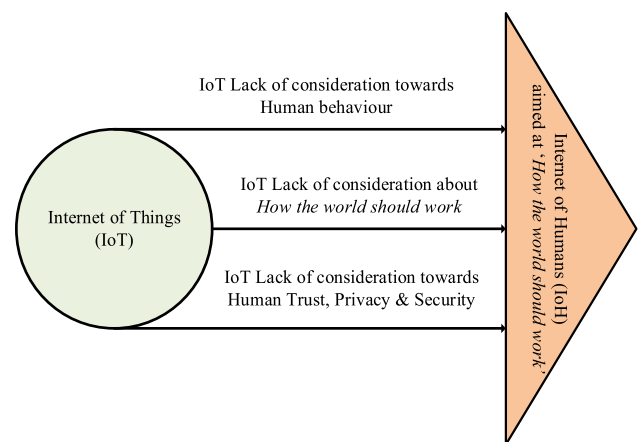 IoT Lack of consideration towards
Human behaviour
Internet of Things
(IoT)
IoT Lack of consideration about
How the world should work
IoT Lack of consideration towards
Human Trust, Privacy & Security
Internet of Humans (IoH)
aimed at ‘How the world should work’